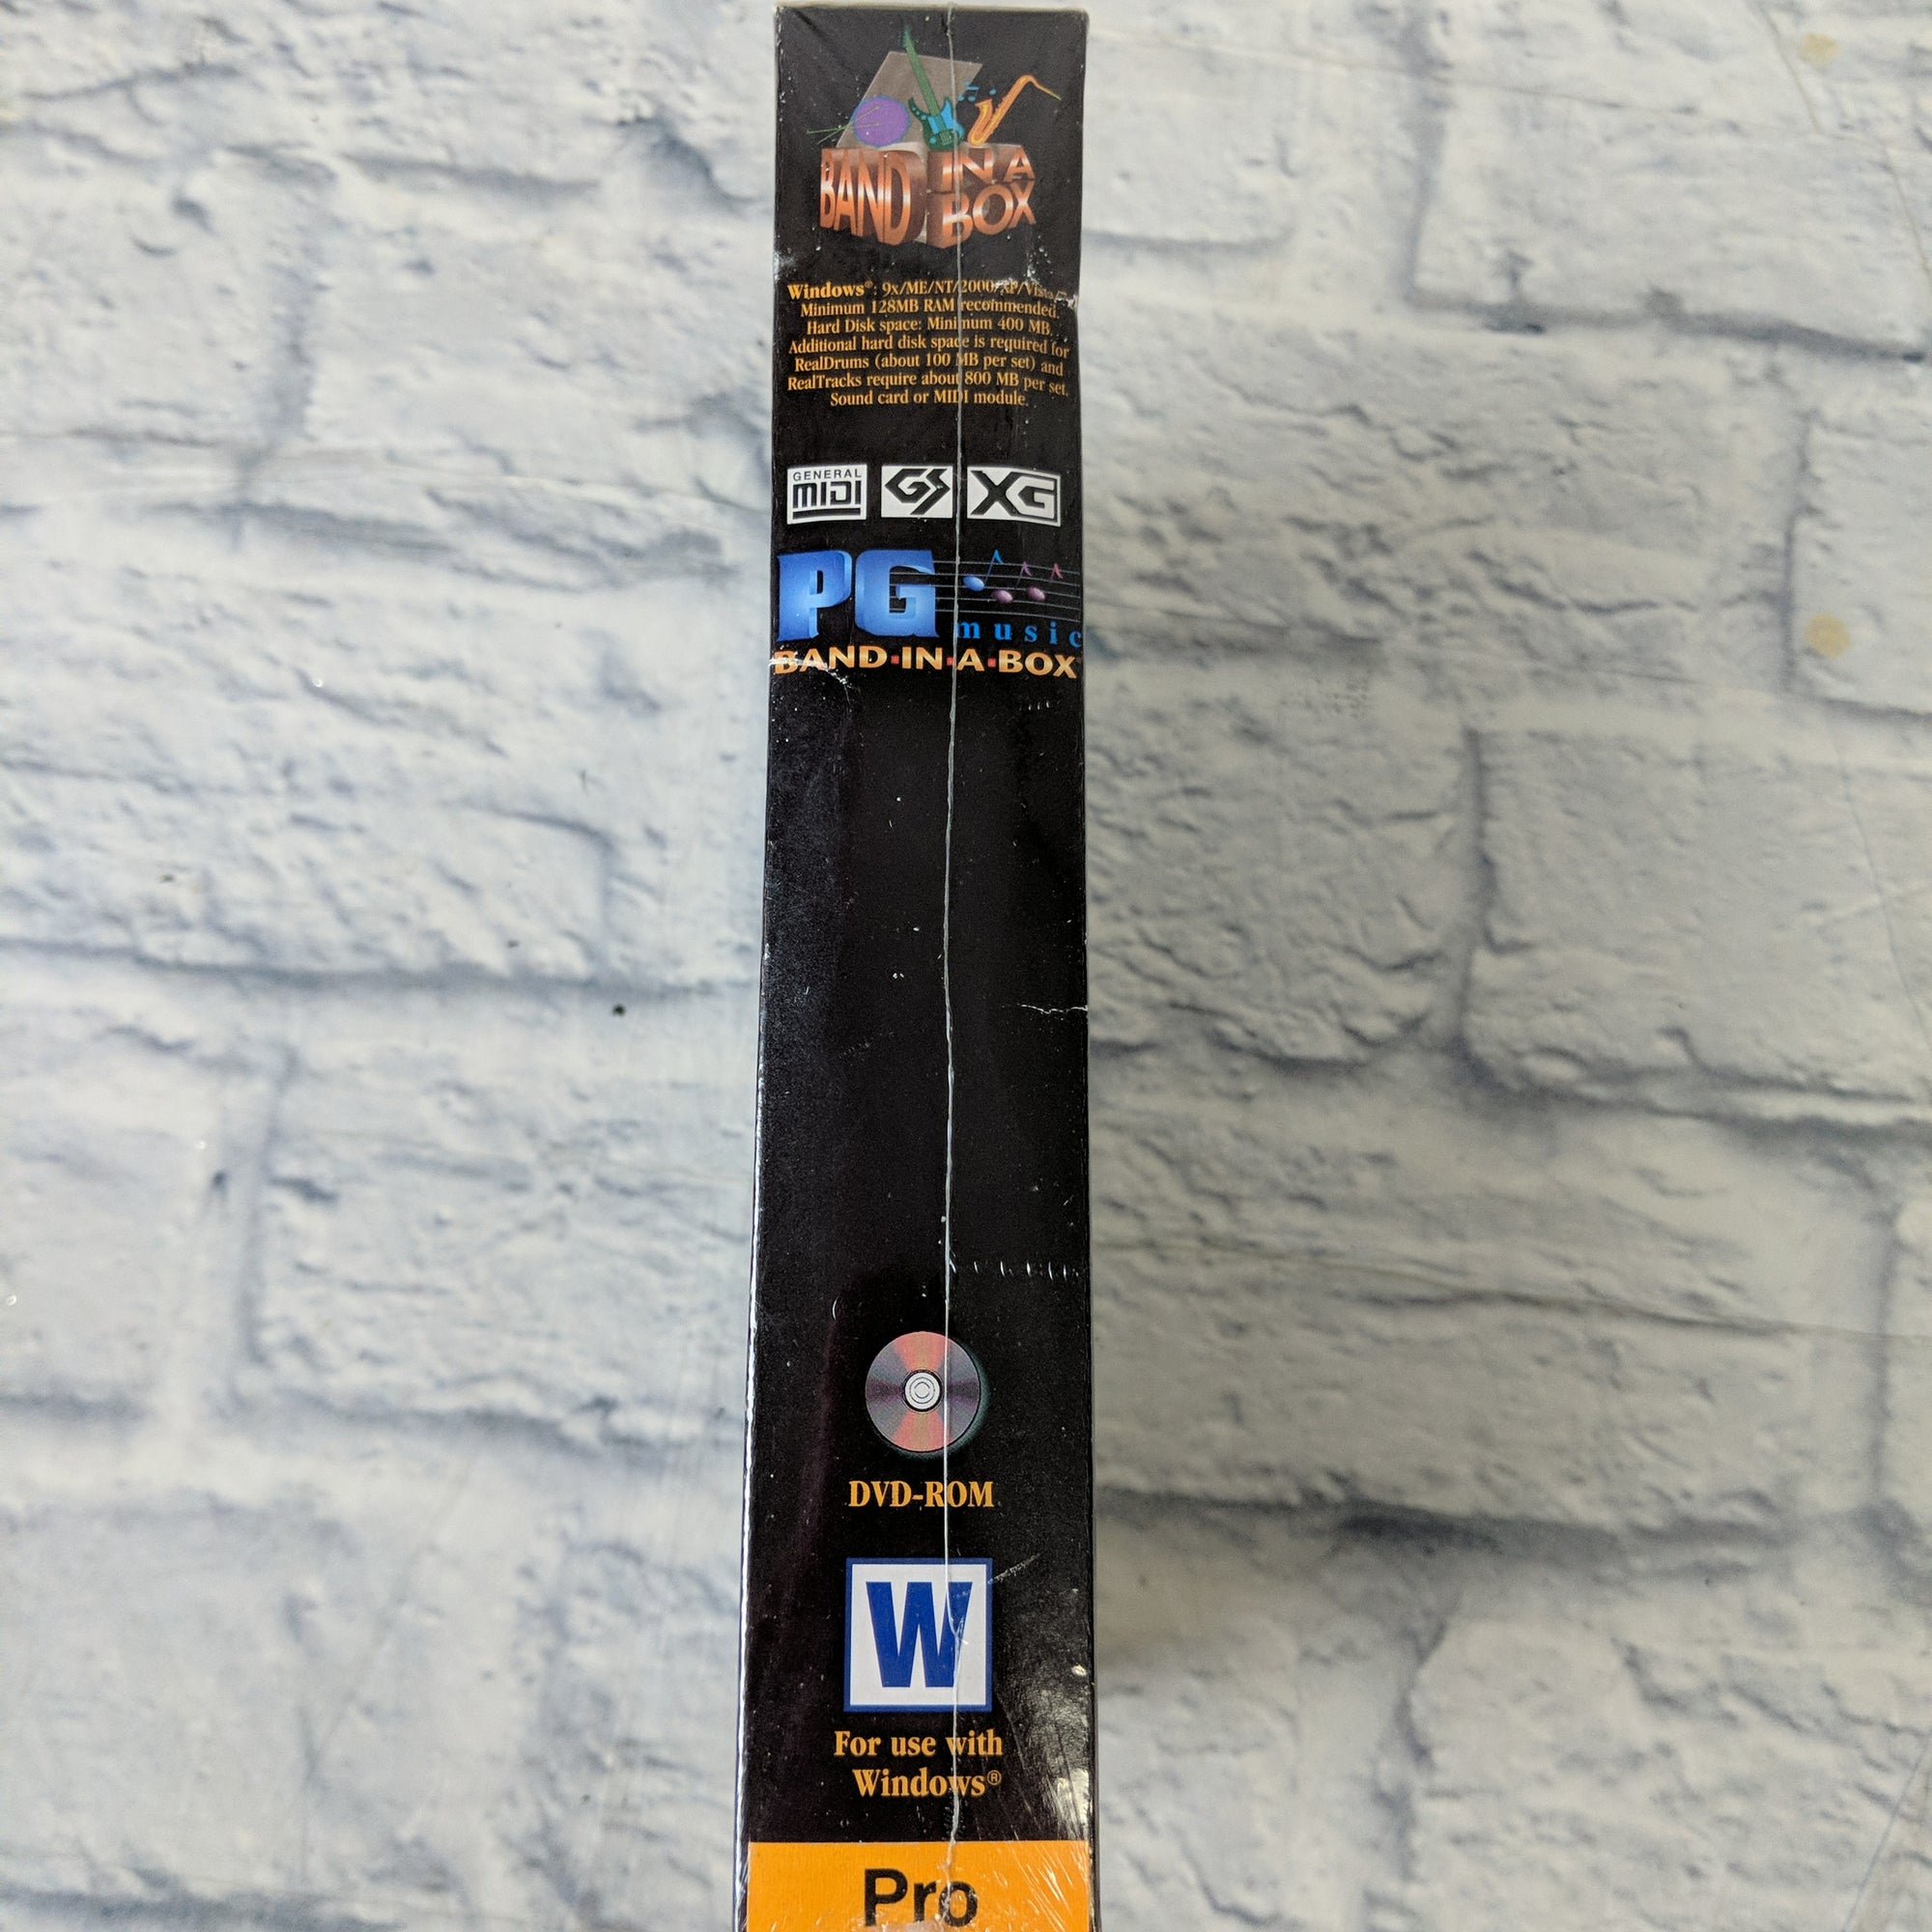 BAND IN A
BOX
Windows® 9x/ME/NT/2000/XP/Vista/7
Minimum 128MB RAM recommended.
Hard Disk space: Minimum 400 MB.
Additional hard disk space is required for
RealDrums (about 100 MB per set) and
RealTracks require about 800 MB per set.
Sound card or MIDI module.
GENERAL
MIDI GS XG
PG music
BAND•IN•A•BOX
DVD-ROM
W
For use with
Windows®
Pro